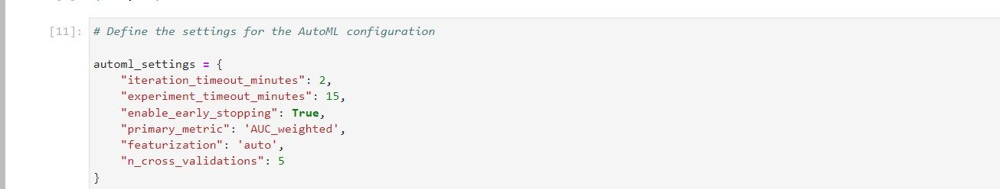 [11]: # Define the settings for the AutoML configuration
automl_settings = {
"iteration_timeout_minutes": 2,
"experiment_timeout_minutes": 15,
"enable_early_stopping": True,
"primary_metric": 'AUC_weighted',
"featurization": 'auto',
"n_cross_validations": 5
}